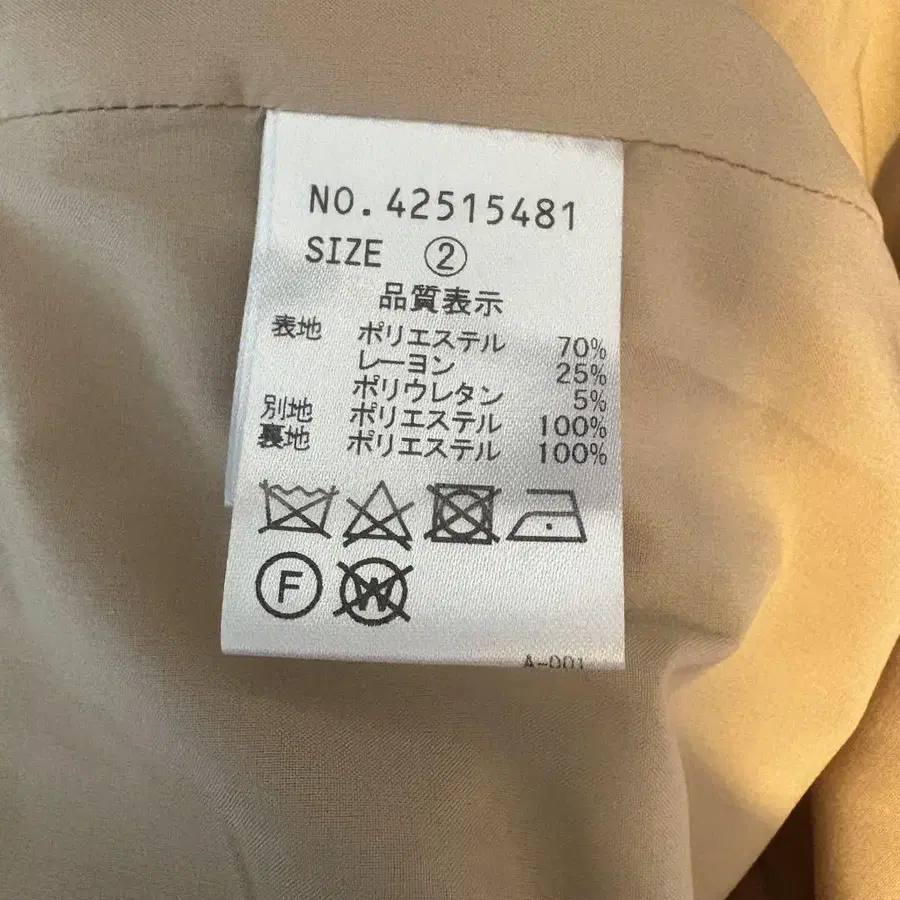 NO.42515481
SIZE ②
品質表示
表地 ポリエステル 70%
レーヨン 25%
ポリウレタン 5%
別地 ポリエステル 100%
裏地 ポリエステル 100%
F W
A-001